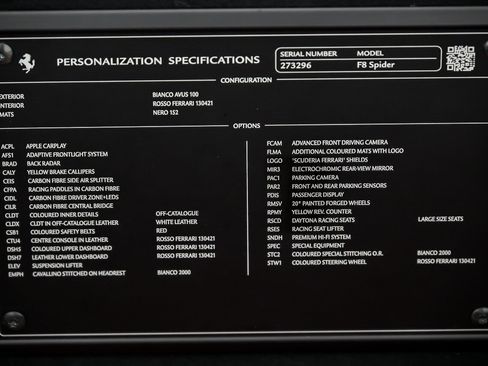 PERSONALIZATION SPECIFICATIONS
SERIAL NUMBER MODEL
273296 F8 Spider
CONFIGURATION
EXTERIOR BIANCO AVUS 100
INTERIOR ROSSO FERRARI 130421
MATS NERO 152
OPTIONS
ACPL APPLE CARPLAY
AFS1 ADAPTIVE FRONTLIGHT SYSTEM
BRAD BACK RADAR
CALY YELLOW BRAKE CALLIPERS
CEIS CARBON FIBRE SIDE AIR SPLITTER
CFPA RACING PADDLES IN CARBON FIBRE
CIDL CARBON FIBRE DRIVER ZONE+LEDS
CILR CARBON FIBRE CENTRAL BRIDGE
CLDT COLOURED INNER DETAILS OFF-CATALOGUE
CLDX CLDT IN OFF-CATALOGUE LEATHER WHITE LEATHER
CSB1 COLOURED SAFETY BELTS RED
CTU4 CENTRE CONSOLE IN LEATHER ROSSO FERRARI 130421
DSH5 COLOURED UPPER DASHBOARD ROSSO FERRARI 130421
DSH7 LEATHER LOWER DASHBOARD ROSSO FERRARI 130421
ELEV SUSPENSION LIFTER
EMPH CAVALLINO STITCHED ON HEADREST BIANCO 2000
FCAM ADVANCED FRONT DRIVING CAMERA
FLMA ADDITIONAL COLOURED MATS WITH LOGO
LOGO "SCUDERIA FERRARI" SHIELDS
MIR3 ELECTROCHROMIC REAR-VIEW MIRROR
PAC1 PARKING CAMERA
PAR2 FRONT AND REAR PARKING SENSORS
PDIS PASSENGER DISPLAY
RMSV 20" PAINTED FORGED WHEELS
RPMY YELLOW REV. COUNTER
RSCD DAYTONA RACING SEATS LARGE SIZE SEATS
RSES RACING SEAT LIFTER
SNDH PREMIUM HI-FI SYSTEM
SPEC SPECIAL EQUIPMENT
STC2 COLOURED SPECIAL STITCHING O.R. BIANCO 2000
STW1 COLOURED STEERING WHEEL ROSSO FERRARI 130421